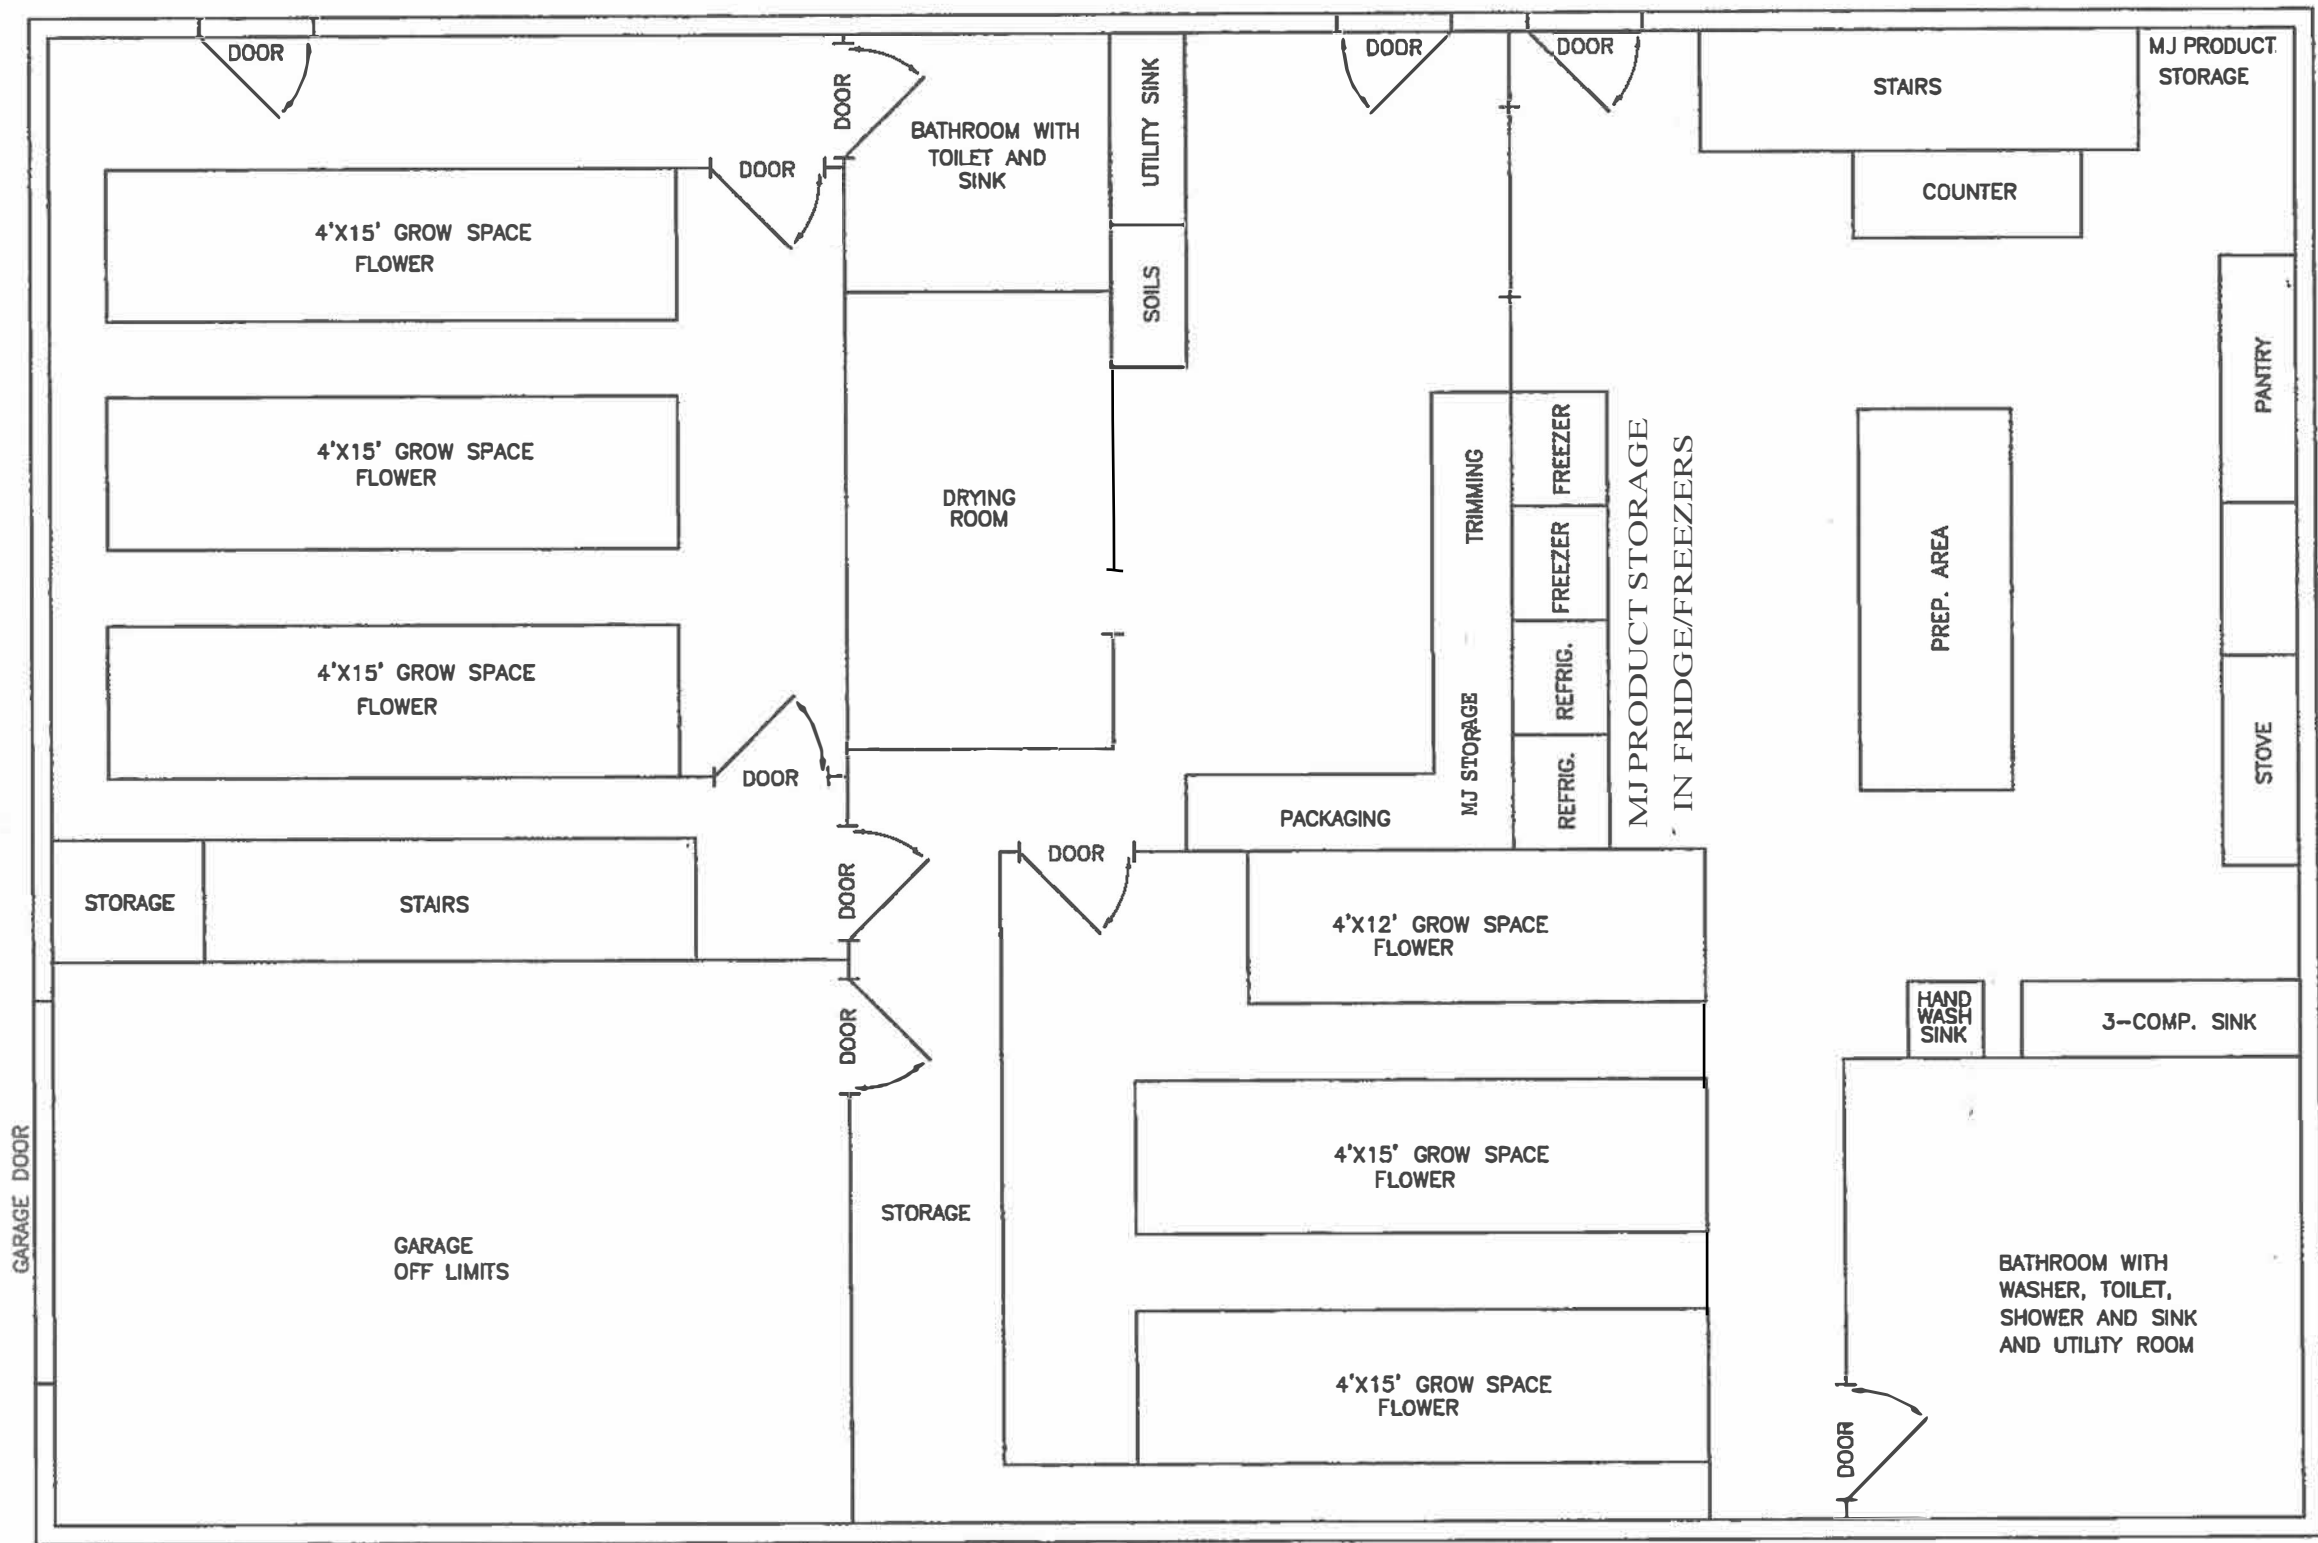 DOOR
DOOR
DOOR
MJ PRODUCT
STORAGE
STAIRS
DOOR
UTILITY SINK
BATHROOM WITH
TOILET AND
SINK
DOOR
COUNTER
4'X15' GROW SPACE
FLOWER
SOILS
PANTRY
4'X15' GROW SPACE
FLOWER
DRYING
ROOM
TRIMMING
FREEZER
FREEZER
REFRIG.
REFRIG.
MJ PRODUCT STORAGE
IN FRIDGE/FREEZERS
PREP. AREA
4'X15' GROW SPACE
FLOWER
MJ STORAGE
STOVE
DOOR
PACKAGING
DOOR
STORAGE
STAIRS
DOOR
4'X12' GROW SPACE
FLOWER
HAND
WASH
SINK
3-COMP. SINK
DOOR
GARAGE DOOR
4'X15' GROW SPACE
FLOWER
STORAGE
GARAGE
OFF LIMITS
BATHROOM WITH
WASHER, TOILET,
SHOWER AND SINK
AND UTILITY ROOM
4'X15' GROW SPACE
FLOWER
DOOR